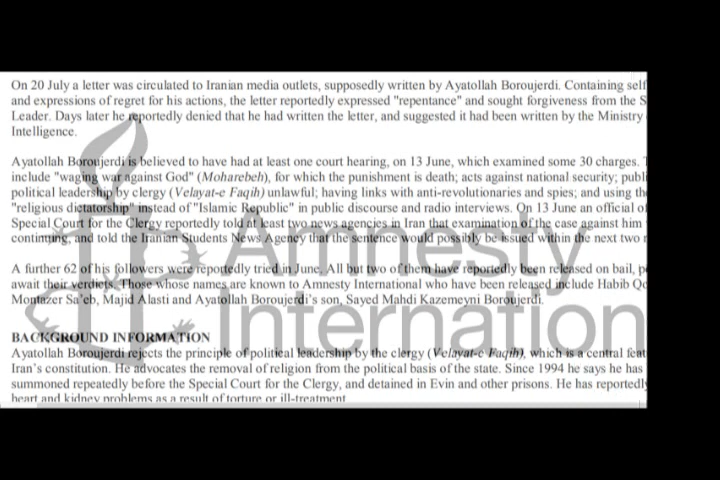 On 20 July a letter was circulated to Iranian media outlets, supposedly written by Ayatollah Boroujerdi. Containing self
and expressions of regret for his actions, the letter reportedly expressed "repentance" and sought forgiveness from the S
Leader. Days later he reportedly denied that he had written the letter, and suggested it had been written by the Ministry
Intelligence.
Ayatollah Boroujerdi is believed to have had at least one court hearing, on 13 June, which examined some 30 charges.
include "waging war against God" (Moharebeh), for which the punishment is death; acts against national security; publi
political leadership by clergy (Velayat-e Faqih) unlawful; having links with anti-revolutionaries and spies; and using th
"religious dictatorship" instead of "Islamic Republic" in public discourse and radio interviews. On 13 June an official o
Special Court for the Clergy reportedly told at least two news agencies in Iran that examination of the case against him
continuing, and told the Iranian Students News Agency that the sentence would possibly be issued within the next two
A further 62 of his followers were reportedly tried in June. All but two of them have reportedly been released on bail, p
await their verdicts. Those whose names are known to Amnesty International who have been released include Habib
Montazer Sa'eb, Majid Alasti and Ayatollah Boroujerdi's son, Sayed Mahdi Kazemeyni Boroujerdi.
BACKGROUND INFORMATION
Ayatollah Boroujerdi rejects the principle of political leadership by the clergy (Velayat-e Faqih), which is a central feat
Iran's constitution. He advocates the removal of religion from the political basis of the state. Since 1994 he says he has
summoned repeatedly before the Special Court for the Clergy, and detained in Evin and other prisons. He has reportedly
heart and kidney problems as a result of torture or ill-treatment
Amnesty
International